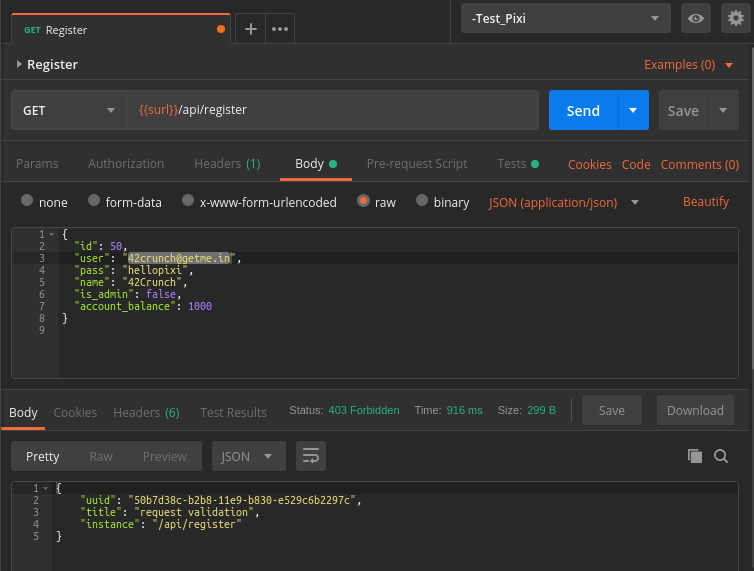 GET Register
-Test_Pixi
Register
Examples (0)
GET
{{surl}}/api/register
Send
Save
Params
Authorization
Headers (1)
Body
Pre-request Script
Tests
Cookies
Code
Comments (0)
none
form-data
x-www-form-urlencoded
raw
binary
JSON (application/json)
Beautify
1 {
2 "id": 50,
3 "user": "42crunch@getme.in",
4 "pass": "hellopixi",
5 "name": "42Crunch",
6 "is_admin": false,
7 "account_balance": 1000
8 }
9
Body
Cookies
Headers (6)
Test Results
Status: 403 Forbidden
Time: 916 ms
Size: 299 B
Save
Download
Pretty
Raw
Preview
JSON
1 {
2 "uuid": "50b7d38c-b2b8-11e9-b830-e529c6b2297c",
3 "title": "request validation",
4 "instance": "/api/register"
5 }